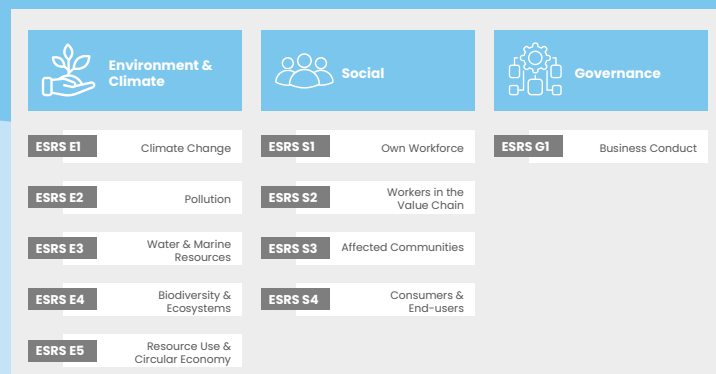 Environment &
Climate
Social
Governance
ESRS E1
Climate Change
ESRS S1
Own Workforce
ESRS G1
Business Conduct
ESRS E2
Pollution
ESRS S2
Workers in the
Value Chain
ESRS E3
Water & Marine
Resources
ESRS S3
Affected Communities
ESRS E4
Biodiversity &
Ecosystems
ESRS S4
Consumers &
End-users
ESRS E5
Resource Use &
Circular Economy